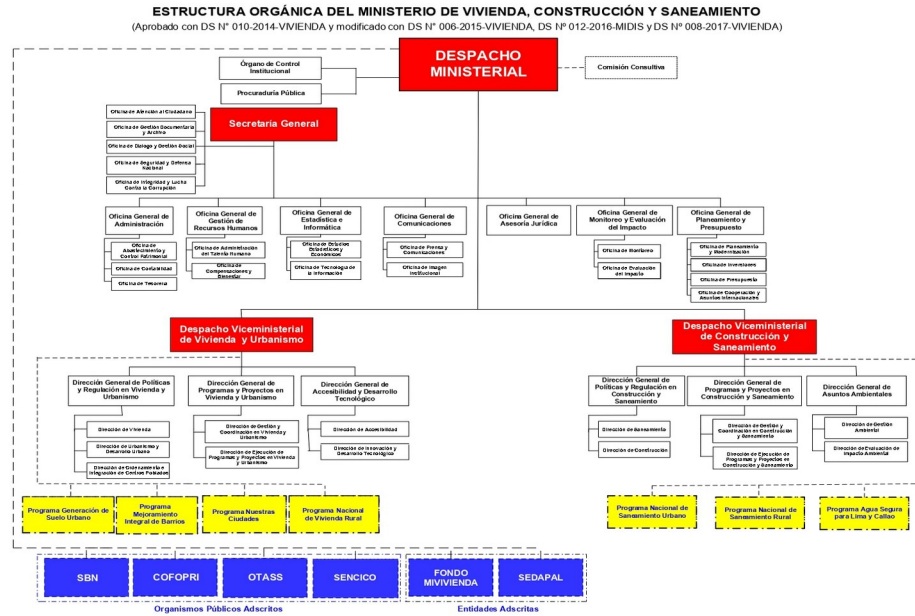 ESTRUCTURA ORGÁNICA DEL MINISTERIO DE VIVIENDA, CONSTRUCCIÓN Y SANEAMIENTO
(Aprobado con DS N° 010-2014-VIVIENDA y modificado con DS N° 006-2015-VIVIENDA, DS Nº 012-2016-MIDIS y DS Nº 008-2017-VIVIENDA)
DESPACHO
MINISTERIAL
Órgano de Control
Institucional
Comisión Consultiva
Procuraduría Pública
Secretaría General
Oficina de Atención al Ciudadano
Oficina de Gestión Documentaria
y Archivo
Oficina de Dialogo y Gestión Social
Oficina de Seguridad y Defensa
Nacional
Oficina de Integridad y Lucha
Contra la Corrupción
Oficina General de
Administración
Oficina de
Abastecimiento y
Control Patrimonial
Oficina de Contabilidad
Oficina de Tesorería
Oficina General de
Gestión de
Recursos Humanos
Oficina de Administración
del Talento Humano
Oficina de
Compensaciones y
Bienestar
Oficina General de
Estadística e
Informática
Oficina de Estudios
Estadísticos y
Económicos
Oficina de Tecnología de
la Información
Oficina General de
Comunicaciones
Oficina de Prensa y
Comunicaciones
Oficina de Imagen
Institucional
Oficina General de
Asesoría Jurídica
Oficina General de
Monitoreo y Evaluación
del Impacto
Oficina de Monitoreo
Oficina de Evaluación
del Impacto
Oficina General de
Planeamiento y
Presupuesto
Oficina de Planeamiento
y Modernización
Oficina de Inversiones
Oficina de Presupuesto
Oficina de Cooperación y
Asuntos Internacionales
Despacho Viceministerial
de Vivienda y Urbanismo
Despacho Viceministerial
de Construcción y
Saneamiento
Dirección General de Políticas
y Regulación en Vivienda y
Urbanismo
Dirección de Vivienda
Dirección de Urbanismo y
Desarrollo Urbano
Dirección de Ordenamiento e
Integración de Centros Poblados
Dirección General de
Programas y Proyectos en
Vivienda y Urbanismo
Dirección de Gestión y
Coordinación en Vivienda y
Urbanismo
Dirección de Ejecución de
Programas y Proyectos en Vivienda
y Urbanismo
Dirección General de
Accesibilidad y Desarrollo
Tecnológico
Dirección de Accesibilidad
Dirección de Innovación y
Desarrollo Tecnológico
Dirección General de
Políticas y Regulación en
Construcción y
Saneamiento
Dirección de Saneamiento
Dirección de Construcción
Dirección General de
Programas y Proyectos en
Construcción y Saneamiento
Dirección de Gestión y
Coordinación en Construcción
y Saneamiento
Dirección de Ejecución de
Programas y Proyectos en
Construcción y Saneamiento
Dirección General de
Asuntos Ambientales
Dirección de Gestión
Ambiental
Dirección de Evaluación de
Impacto Ambiental
Programa Generación de
Suelo Urbano
Programa
Mejoramiento
Integral de Barrios
Programa Nuestras
Ciudades
Programa Nacional
de Vivienda Rural
Programa Nacional de
Saneamiento Urbano
Programa Nacional de
Saneamiento Rural
Programa Agua Segura
para Lima y Callao
SBN
COFOPRI
OTASS
SENCICO
FONDO
MIVIVIENDA
SEDAPAL
Organismos Públicos Adscritos
Entidades Adscritas